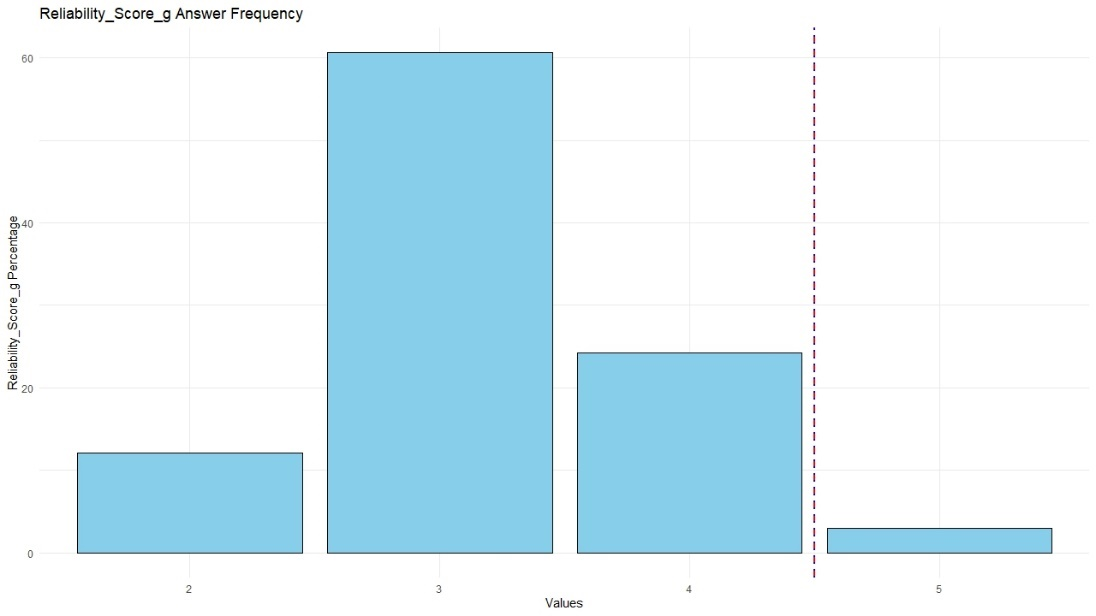 Reliability_Score_g Answer Frequency
Reliability_Score_g Percentage
60
40
20
0
2 3 4 5
Values